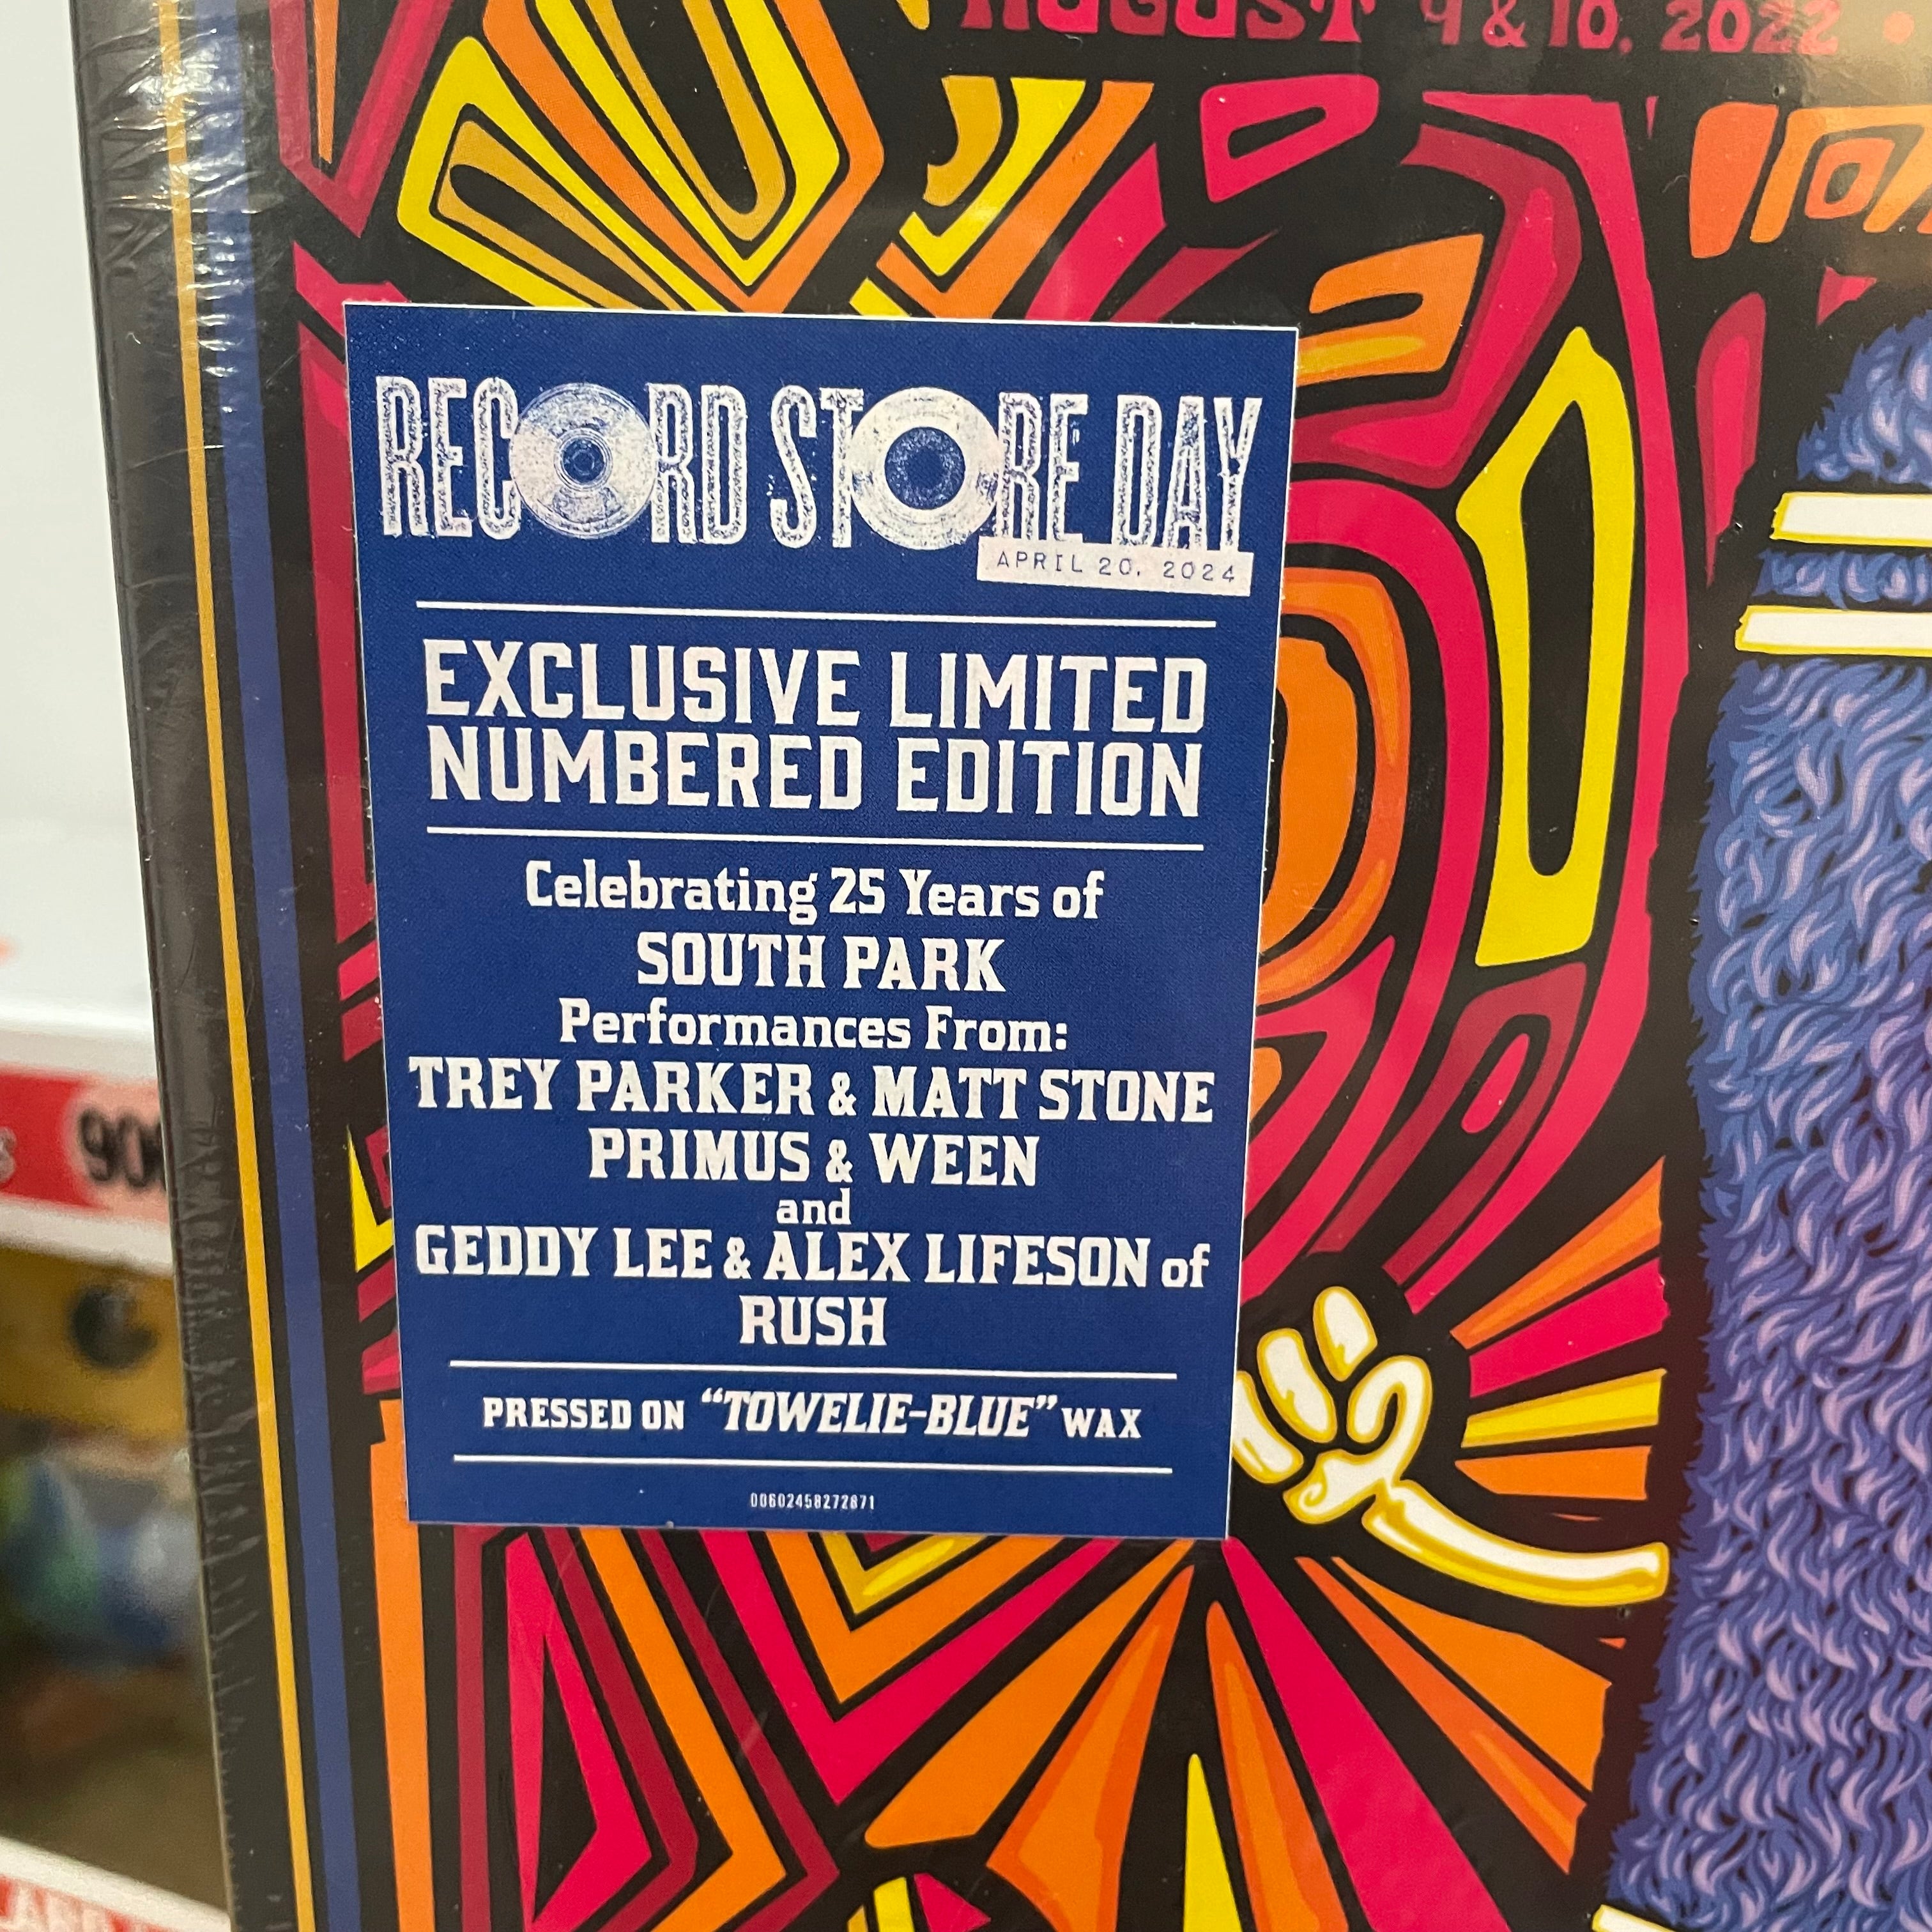 AUGUST 9 & 10, 2022 •
RECORD STORE DAY
APRIL 20, 2024
EXCLUSIVE LIMITED
NUMBERED EDITION
Celebrating 25 Years of
SOUTH PARK
Performances From:
TREY PARKER & MATT STONE
PRIMUS & WEEN
and
GEDDY LEE & ALEX LIFESON of
RUSH
PRESSED ON "TOWELIE-BLUE" WAX
00602458272871